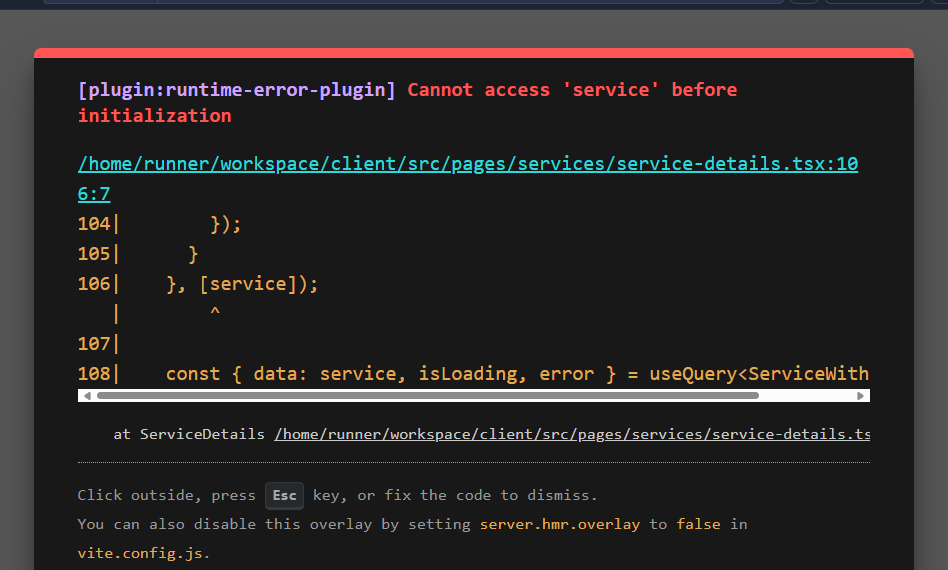 [plugin:runtime-error-plugin] Cannot access 'service' before
initialization
/home/runner/workspace/client/src/pages/services/service-details.tsx:10
6:7
104|        });
105|      }
106|    }, [service]);
   |        ^
107|
108|    const { data: service, isLoading, error } = useQuery<ServiceWith
at ServiceDetails /home/runner/workspace/client/src/pages/services/service-details.ts
Click outside, press Esc key, or fix the code to dismiss.
You can also disable this overlay by setting server.hmr.overlay to false in
vite.config.js.